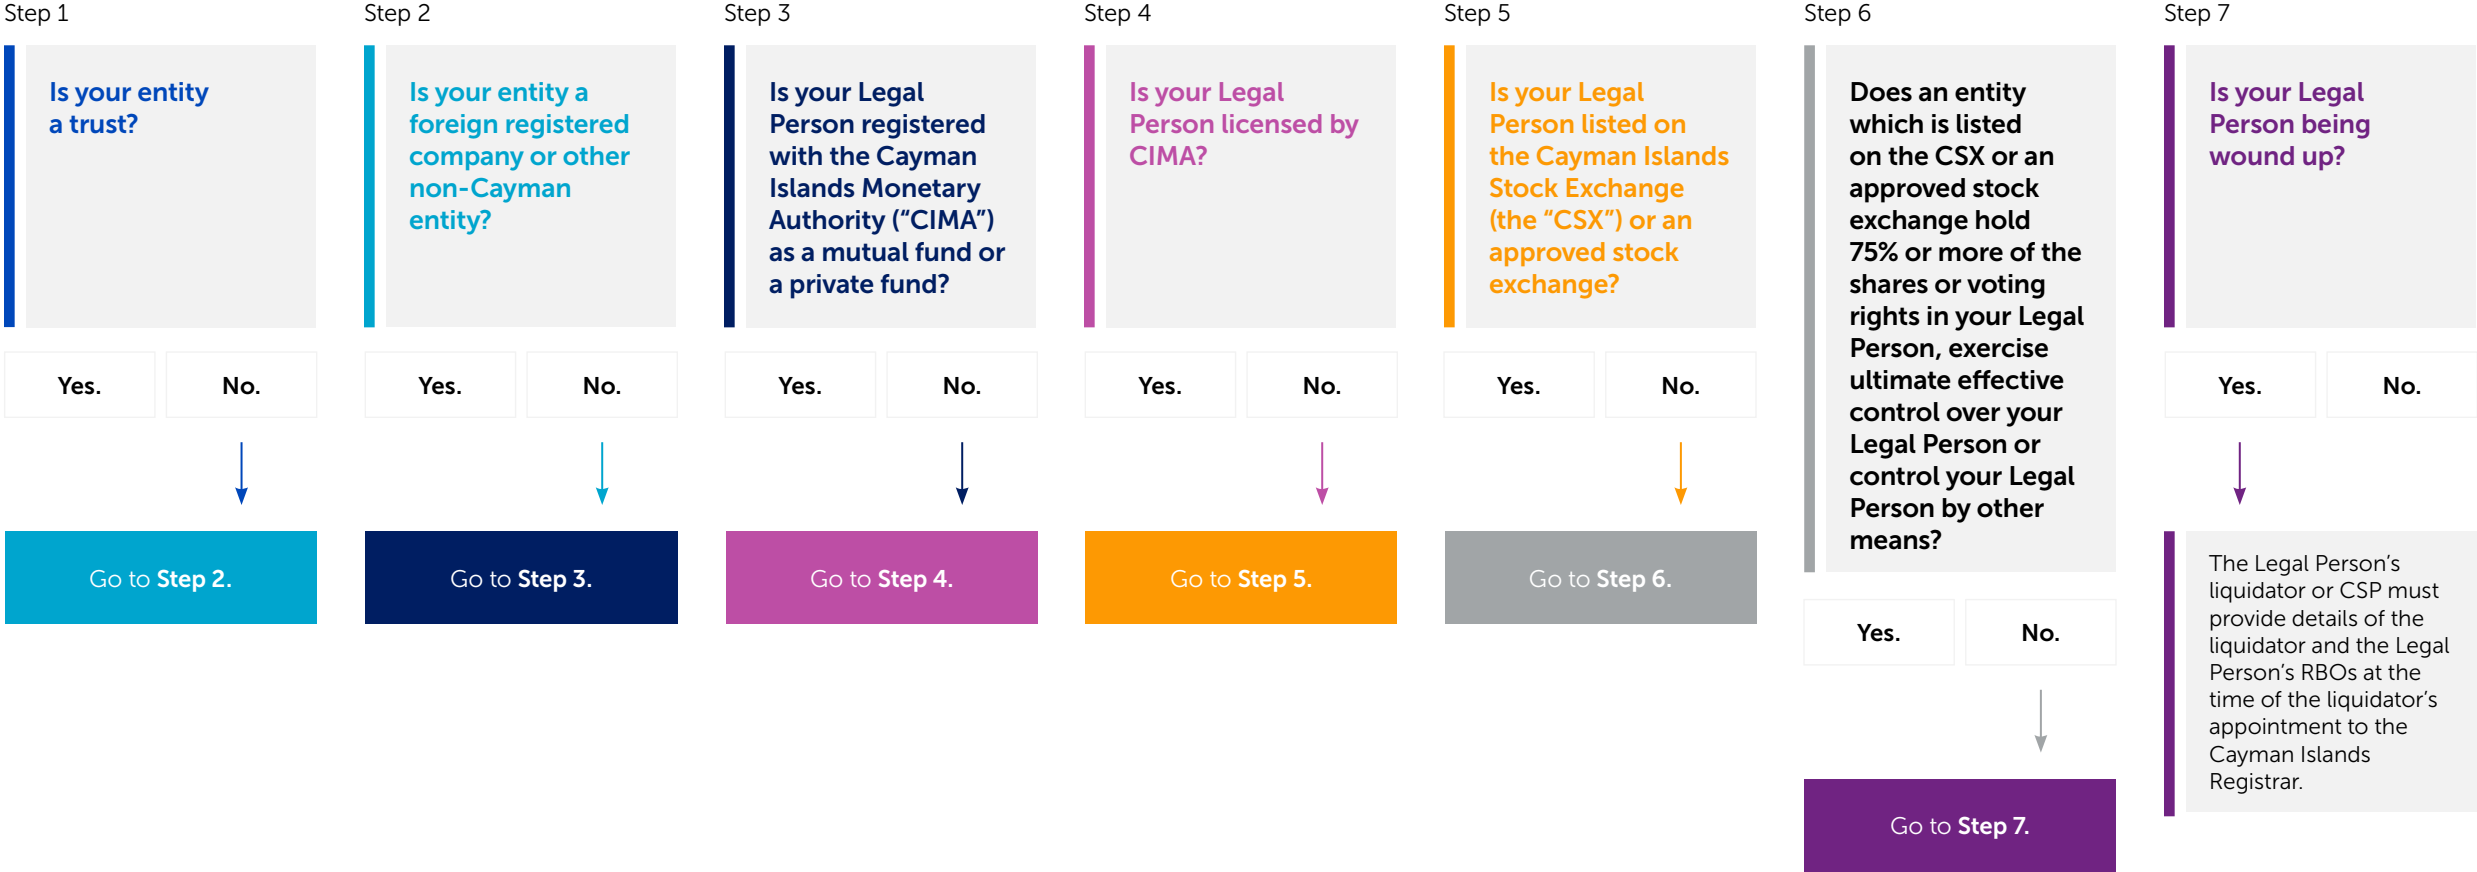 Step 1
Is your entity
a trust?
Yes.
No.
Go to Step 2.
Step 2
Is your entity a
foreign registered
company or other
non-Cayman
entity?
Yes.
No.
Go to Step 3.
Step 3
Is your Legal
Person registered
with the Cayman
Islands Monetary
Authority (“CIMA”)
as a mutual fund or
a private fund?
Yes.
No.
Go to Step 4.
Step 4
Is your Legal
Person licensed by
CIMA?
Yes.
No.
Go to Step 5.
Step 5
Is your Legal
Person listed on
the Cayman Islands
Stock Exchange
(the “CSX”) or an
approved stock
exchange?
Yes.
No.
Go to Step 6.
Step 6
Does an entity
which is listed
on the CSX or an
approved stock
exchange hold
75% or more of the
shares or voting
rights in your Legal
Person, exercise
ultimate effective
control over your
Legal Person or
control your Legal
Person by other
means?
Yes.
No.
Go to Step 7.
Step 7
Is your Legal
Person being
wound up?
Yes.
No.
The Legal Person’s
liquidator or CSP must
provide details of the
liquidator and the Legal
Person’s RBOs at the
time of the liquidator’s
appointment to the
Cayman Islands
Registrar.